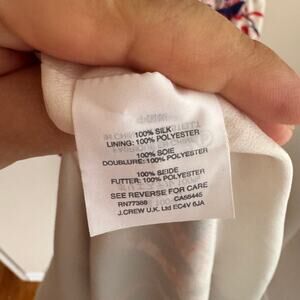 100% SILK
LINING: 100% POLYESTER
100% SOIE
DOUBLURE: 100% POLYESTER
100% SEIDE
FUTTER: 100% POLYESTER
SEE REVERSE FOR CARE
RN77388 CA56445
J.CREW U.K. Ltd EC4V 6JA